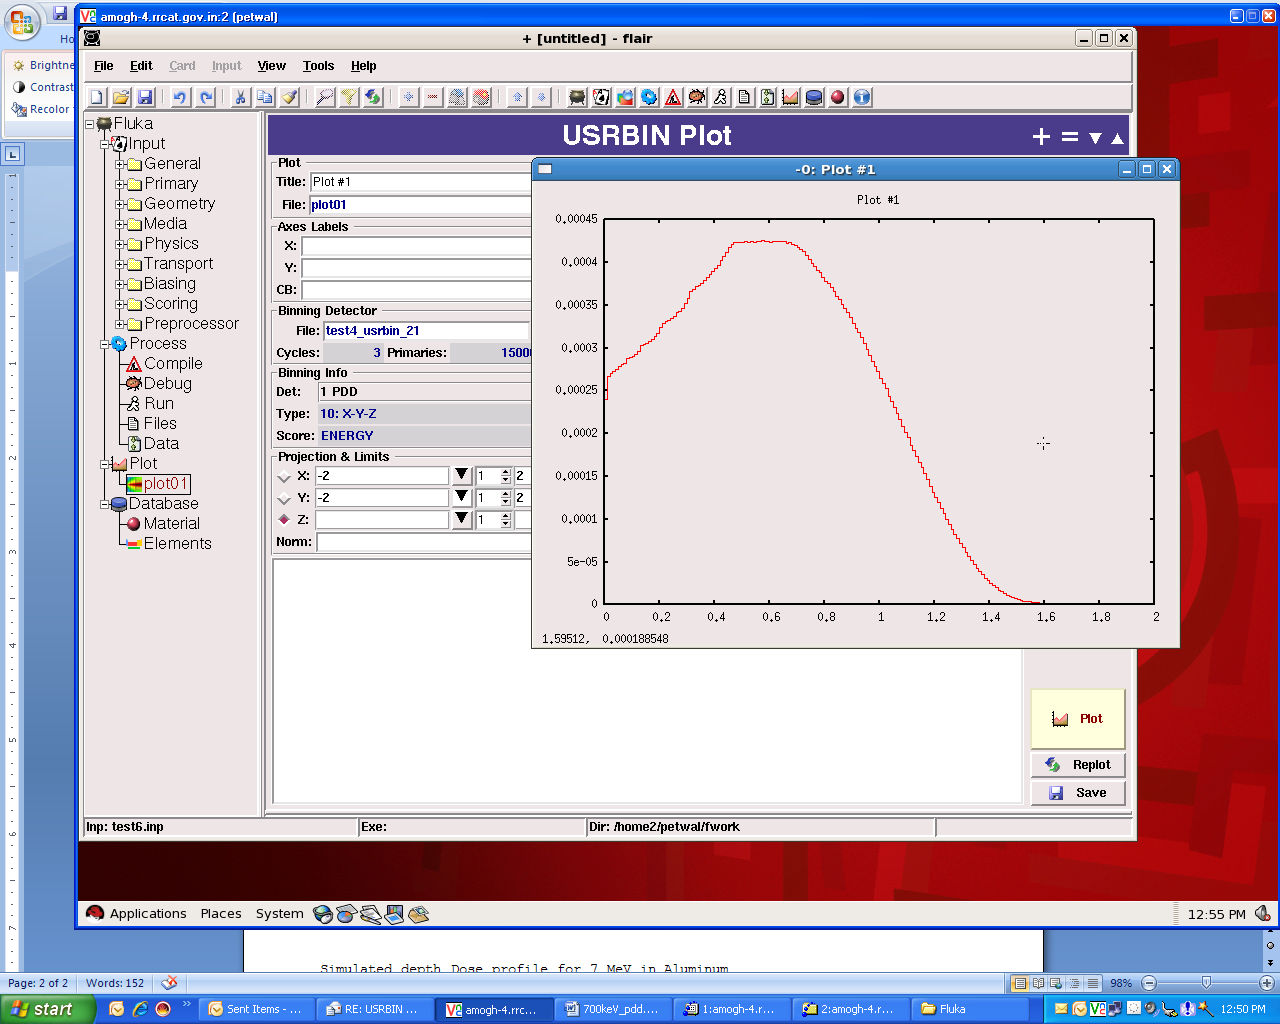 amogh-4.rrcat.gov.in:2 (petwal)
Ho
Brightne
Contrast
Recolor
+ [untitled] - flair
File Edit Card Input View Tools Help
Fluka
Input
General
Primary
Geometry
Media
Physics
Transport
Biasing
Scoring
Preprocessor
Process
Compile
Debug
Run
Files
Data
Plot
plot01
Database
Material
Elements
USRBIN Plot
Plot
Title: Plot #1
File: plot01
Axes Labels
X:
Y:
CB:
Binning Detector
File: test4_usrbin_21
Cycles: 3 Primaries: 1500
Binning Info
Det: 1 PDD
Type: 10: X-Y-Z
Score: ENERGY
Projection & Limits
X: -2 1 2
Y: -2 1 2
Z: 1
Norm:
-0: Plot #1
Plot #1
0.00045
0.0004
0.00035
0.0003
0.00025
0.0002
0.00015
0.0001
5e-05
0
0 0.2 0.4 0.6 0.8 1 1.2 1.4 1.6 1.8 2
1.59512, 0.000188548
Plot
Replot
Save
Inp: test6.inp Exe: Dir: /home2/petwal/fwork
Applications Places System 12:55 PM
Simulated depth Dose profile for 7 MeV in Aluminum
Page: 2 of 2 Words: 152 98%
start Sent Items - ... RE: USRBIN ... amogh-4.rrc... 700keV_pdd.... 1:amogh-4.r... 2:amogh-4.r... Fluka 12:50 PM